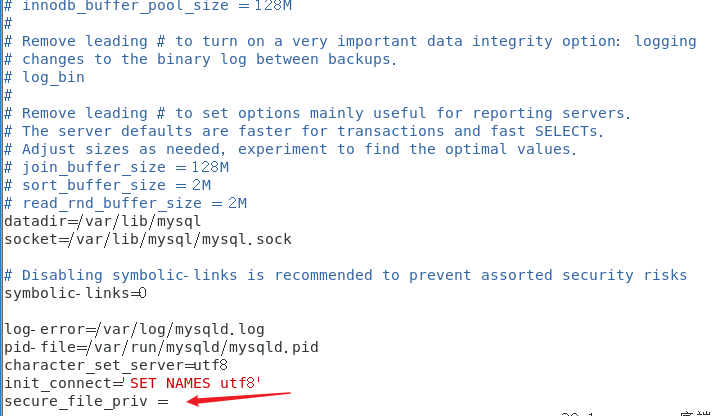 # innodb_buffer_pool_size = 128M
#
# Remove leading # to turn on a very important data integrity option: logging
# changes to the binary log between backups.
# log_bin
#
# Remove leading # to set options mainly useful for reporting servers.
# The server defaults are faster for transactions and fast SELECTs.
# Adjust sizes as needed, experiment to find the optimal values.
# join_buffer_size = 128M
# sort_buffer_size = 2M
# read_rnd_buffer_size = 2M
datadir=/var/lib/mysql
socket=/var/lib/mysql/mysql.sock
# Disabling symbolic-links is recommended to prevent assorted security risks
symbolic-links=0
log-error=/var/log/mysqld.log
pid-file=/var/run/mysqld/mysqld.pid
character_set_server=utf8
init_connect='SET NAMES utf8'
secure_file_priv =